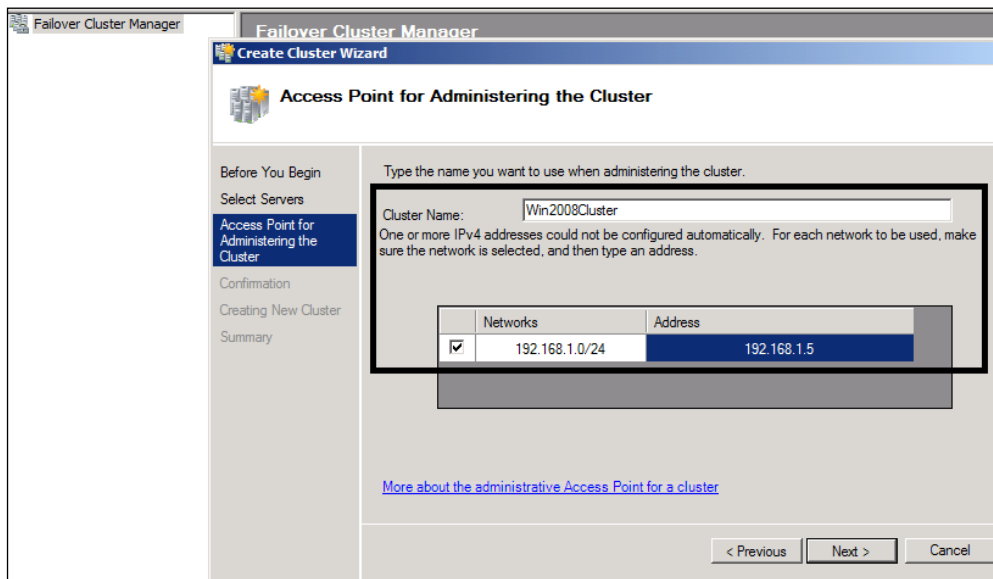 Failover Cluster Manager
Failover Cluster Manager
Create Cluster Wizard
Access Point for Administering the Cluster
Before You Begin
Select Servers
Access Point for
Administering the
Cluster
Confirmation
Creating New Cluster
Summary
Type the name you want to use when administering the cluster.
Cluster Name: Win2008Cluster
One or more IPv4 addresses could not be configured automatically. For each network to be used, make
sure the network is selected, and then type an address.
Networks Address
192.168.1.0/24 192.168.1.5
More about the administrative Access Point for a cluster
< Previous Next > Cancel